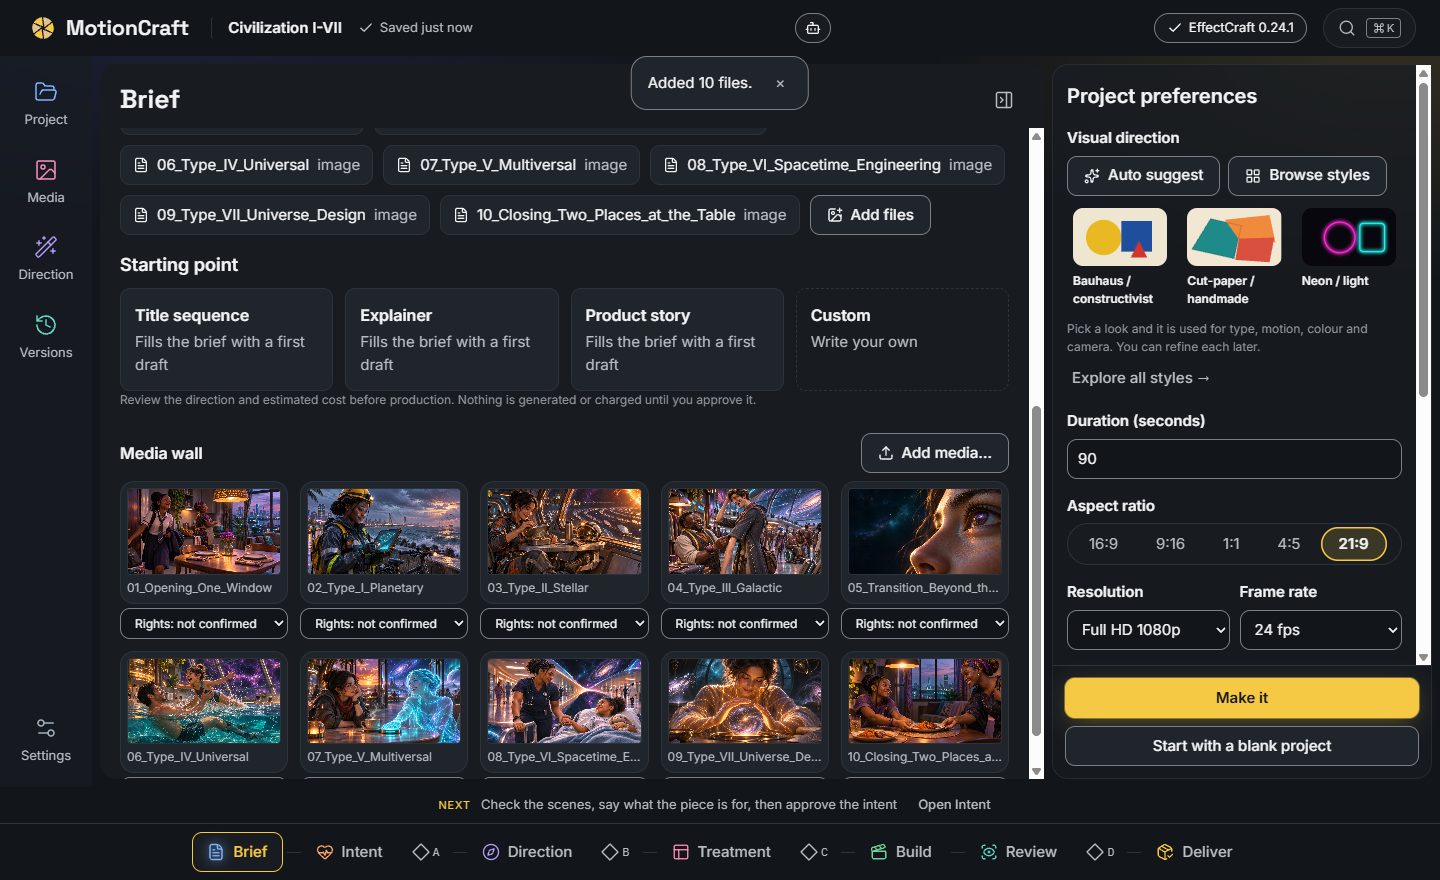 MotionCraft
Civilization I-VII
Saved just now
EffectCraft 0.24.1
⌘K
Added 10 files.
×
Project
Media
Direction
Versions
Settings
Brief
06_Type_IV_Universal image
07_Type_V_Multiversal image
08_Type_VI_Spacetime_Engineering image
09_Type_VII_Universe_Design image
10_Closing_Two_Places_at_the_Table image
Add files
Starting point
Title sequence
Fills the brief with a first
draft
Explainer
Fills the brief with a first
draft
Product story
Fills the brief with a first
draft
Custom
Write your own
Review the direction and estimated cost before production. Nothing is generated or charged until you approve it.
Media wall
Add media...
01_Opening_One_Window
02_Type_I_Planetary
03_Type_II_Stellar
04_Type_III_Galactic
05_Transition_Beyond_th...
Rights: not confirmed
Rights: not confirmed
Rights: not confirmed
Rights: not confirmed
Rights: not confirmed
06_Type_IV_Universal
07_Type_V_Multiversal
08_Type_VI_Spacetime_E...
09_Type_VII_Universe_De...
10_Closing_Two_Places_a...
Project preferences
Visual direction
Auto suggest
Browse styles
Bauhaus /
constructivist
Cut-paper /
handmade
Neon / light
Pick a look and it is used for type, motion, colour and
camera. You can refine each later.
Explore all styles →
Duration (seconds)
90
Aspect ratio
16:9
9:16
1:1
4:5
21:9
Resolution
Frame rate
Full HD 1080p
24 fps
Make it
Start with a blank project
NEXT Check the scenes, say what the piece is for, then approve the intent Open Intent
Brief
Intent
A
Direction
B
Treatment
C
Build
Review
D
Deliver